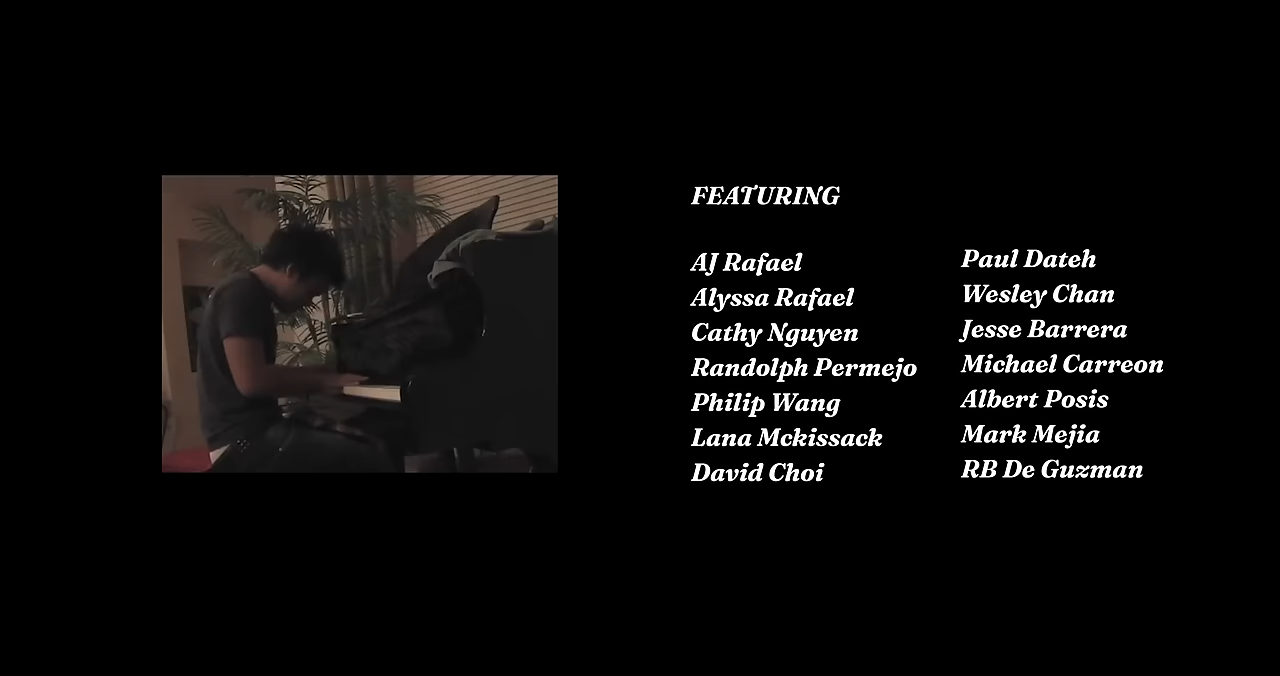 FEATURING
AJ Rafael
Alyssa Rafael
Cathy Nguyen
Randolph Permejo
Philip Wang
Lana Mckissack
David Choi
Paul Dateh
Wesley Chan
Jesse Barrera
Michael Carreon
Albert Posis
Mark Mejia
RB De Guzman